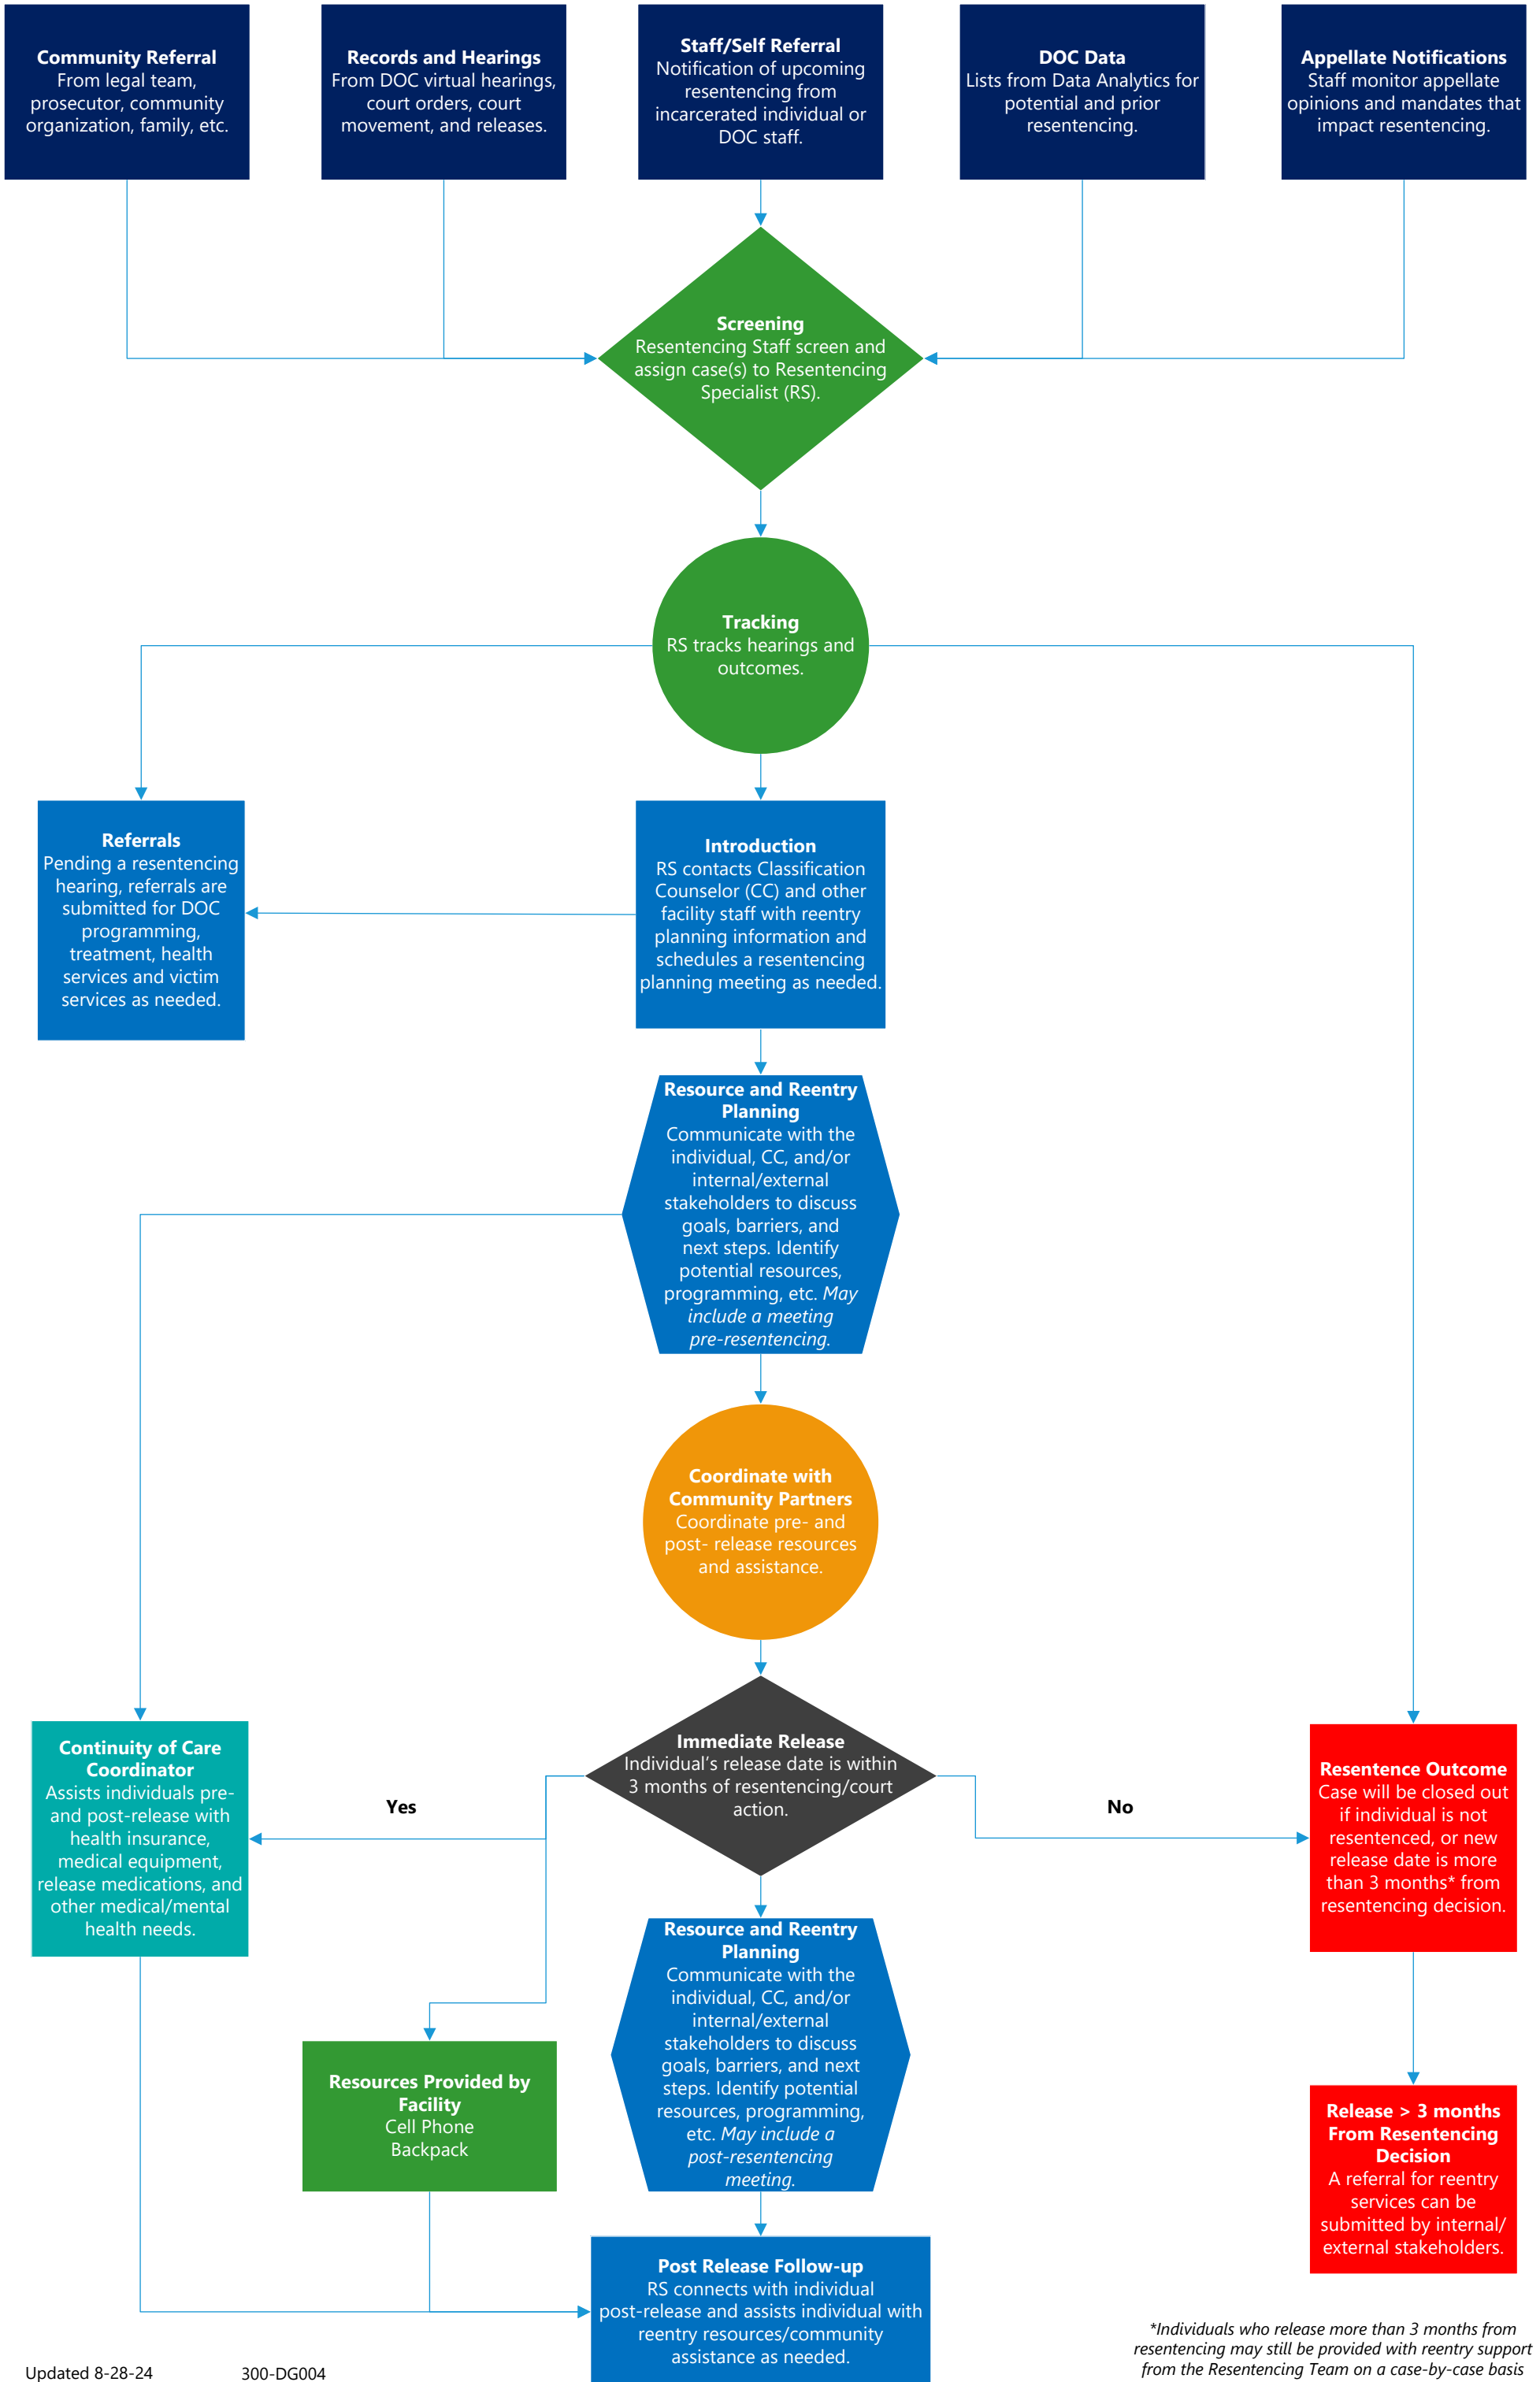 Community Referral
From legal team,
prosecutor, community
organization, family, etc.
Records and Hearings
From DOC virtual hearings,
court orders, court
movement, and releases.
Staff/Self Referral
Notification of upcoming
resentencing from
incarcerated individual or
DOC staff.
DOC Data
Lists from Data Analytics for
potential and prior
resentencing.
Appellate Notifications
Staff monitor appellate
opinions and mandates that
impact resentencing.
Screening
Resentencing Staff screen and
assign case(s) to Resentencing
Specialist (RS).
Tracking
RS tracks hearings and
outcomes.
Referrals
Pending a resentencing
hearing, referrals are
submitted for DOC
programming,
treatment, health
services and victim
services as needed.
Introduction
RS contacts Classification
Counselor (CC) and other
facility staff with reentry
planning information and
schedules a resentencing
planning meeting as needed.
Resource and Reentry
Planning
Communicate with the
individual, CC, and/or
internal/external
stakeholders to discuss
goals, barriers, and
next steps. Identify
potential resources,
programming, etc. May
include a meeting
pre-resentencing.
Coordinate with
Community Partners
Coordinate pre- and
post- release resources
and assistance.
Immediate Release
Individual’s release date is within
3 months of resentencing/court
action.
Yes
No
Continuity of Care
Coordinator
Assists individuals pre-
and post-release with
health insurance,
medical equipment,
release medications, and
other medical/mental
health needs.
Resentence Outcome
Case will be closed out
if individual is not
resentenced, or new
release date is more
than 3 months* from
resentencing decision.
Resources Provided by
Facility
Cell Phone
Backpack
Resource and Reentry
Planning
Communicate with the
individual, CC, and/or
internal/external
stakeholders to discuss
goals, barriers, and next
steps. Identify potential
resources, programming,
etc. May include a
post-resentencing
meeting.
Release > 3 months
From Resentencing
Decision
A referral for reentry
services can be
submitted by internal/
external stakeholders.
Post Release Follow-up
RS connects with individual
post-release and assists individual with
reentry resources/community
assistance as needed.
*Individuals who release more than 3 months from
resentencing may still be provided with reentry support
from the Resentencing Team on a case-by-case basis
Updated 8-28-24
300-DG004